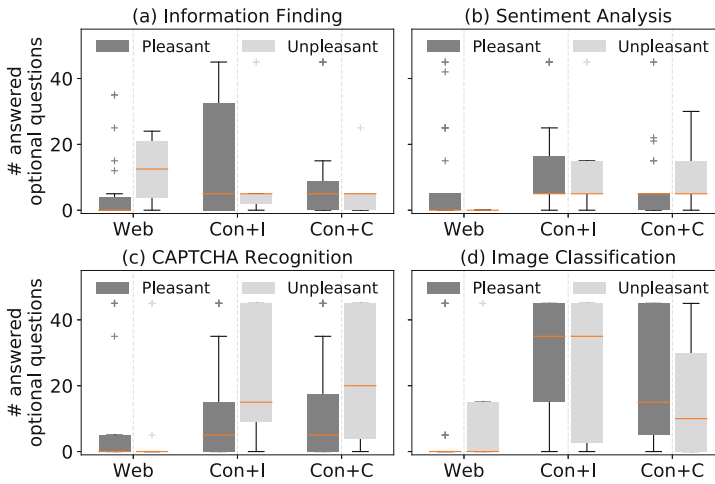 (a) Information Finding
Pleasant Unpleasant
# answered
optional questions
40
20
0
Web Con+I Con+C
(b) Sentiment Analysis
Pleasant Unpleasant
Web Con+I Con+C
(c) CAPTCHA Recognition
Pleasant Unpleasant
# answered
optional questions
40
20
0
Web Con+I Con+C
(d) Image Classification
Pleasant Unpleasant
Web Con+I Con+C